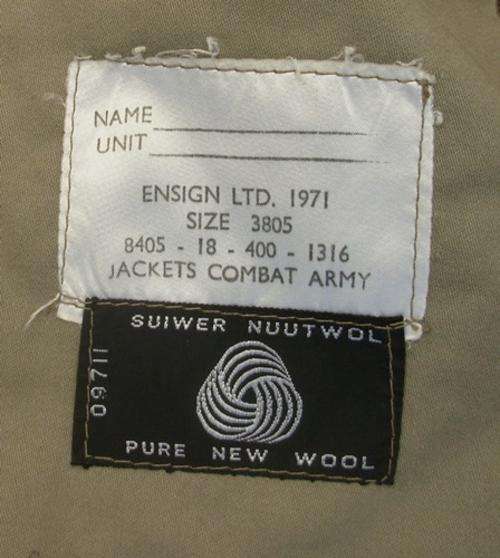 NAME
UNIT
ENSIGN LTD. 1971
SIZE 3805
8405 - 18 - 400 - 1316
JACKETS COMBAT ARMY
SUIWER NUUTWOL
09711
PURE NEW WOOL